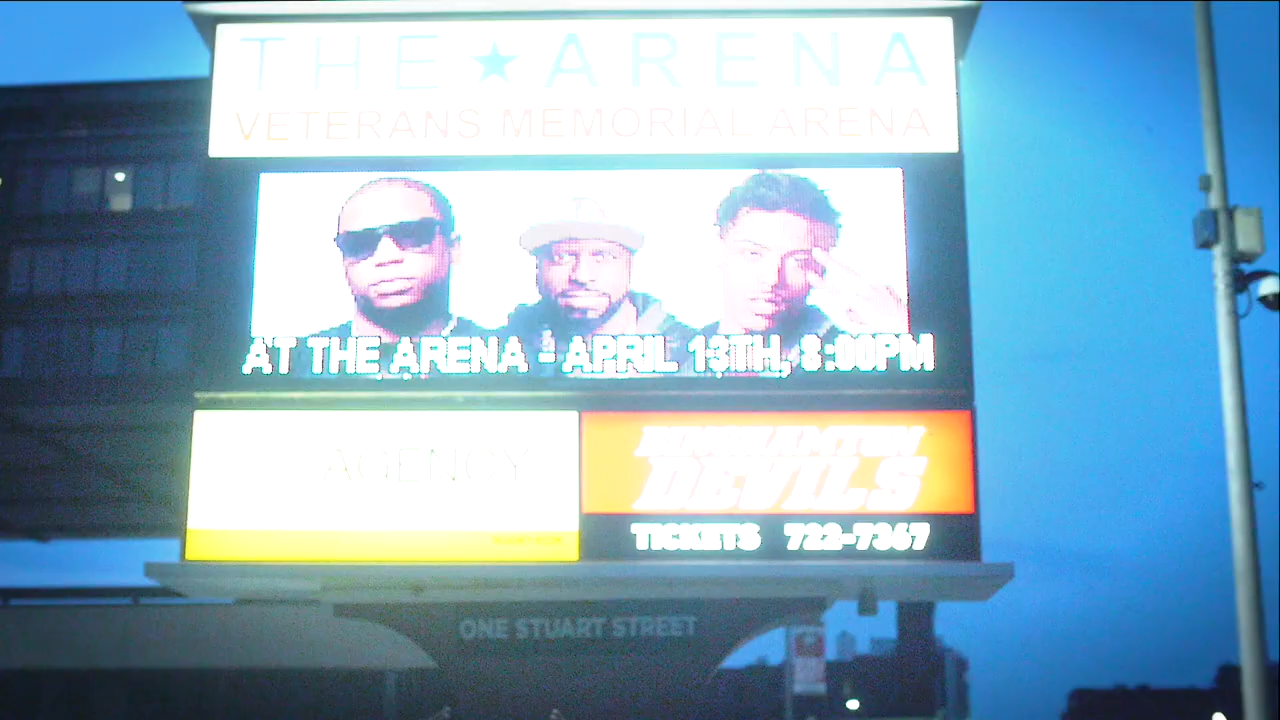 THE★ARENA
VETERANS MEMORIAL ARENA
AT THE ARENA - APRIL 13TH, 8:00PM
AGENCY
BINGHAMTON
DEVILS
TICKETS 722-7367
ONE STUART STREET